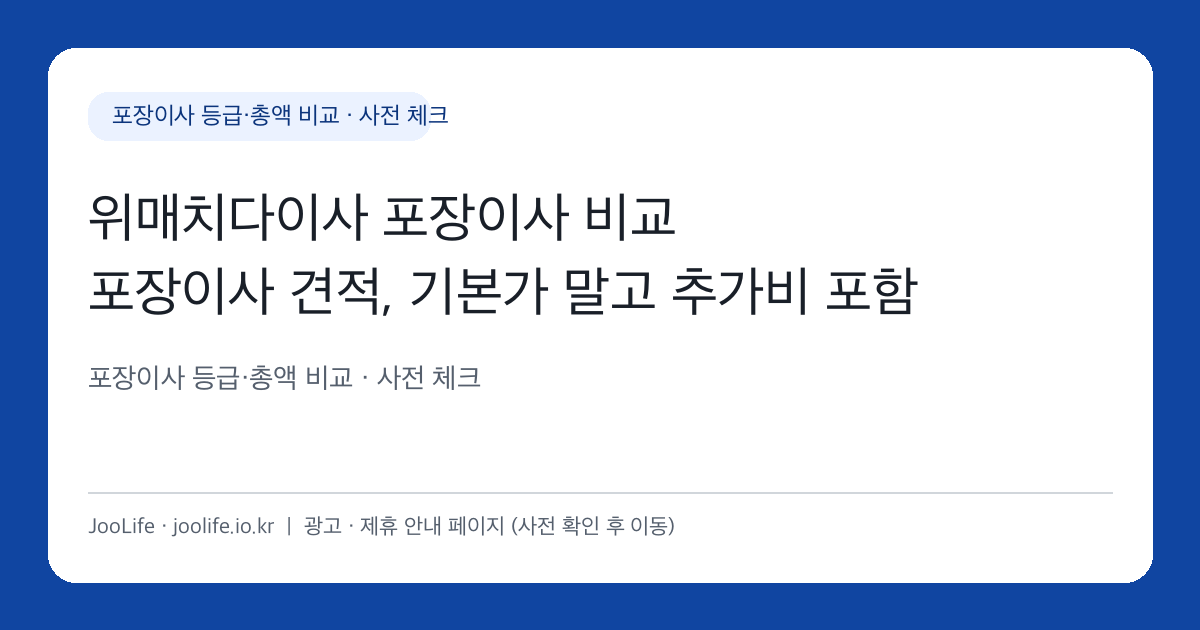 포장이사 등급·총액 비교 · 사전 체크
위매치다이사 포장이사 비교
포장이사 견적, 기본가 말고 추가비 포함
포장이사 등급·총액 비교 · 사전 체크
JooLife · joolife.io.kr | 광고 · 제휴 안내 페이지 (사전 확인 후 이동)